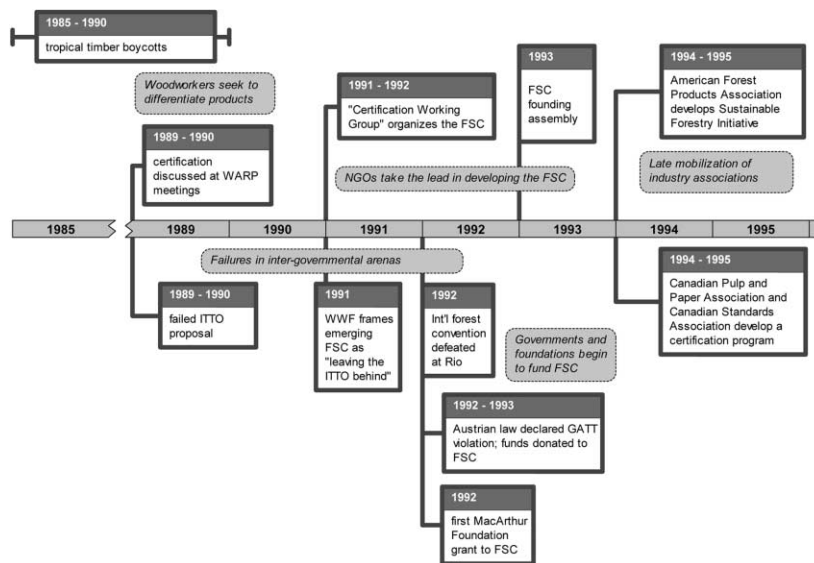 1985 - 1990
tropical timber boycotts
Woodworkers seek to
differentiate products
1989 - 1990
certification
discussed at WARP
meetings
1991 - 1992
"Certification Working
Group" organizes the FSC
1993
FSC
founding
assembly
1994 - 1995
American Forest
Products Association
develops Sustainable
Forestry Initiative
NGOs take the lead in developing the FSC
Late mobilization of
industry associations
1985
1989
1990
1991
1992
1993
1994
1995
Failures in inter-governmental arenas
1989 - 1990
failed ITTO
proposal
1991
WWF frames
emerging
FSC as
"leaving the
ITTO behind"
1992
Int'l forest
convention
defeated
at Rio
Governments and
foundations begin
to fund FSC
1994 - 1995
Canadian Pulp and
Paper Association and
Canadian Standards
Association develop a
certification program
1992 - 1993
Austrian law declared GATT
violation; funds donated to
FSC
1992
first MacArthur
Foundation
grant to FSC